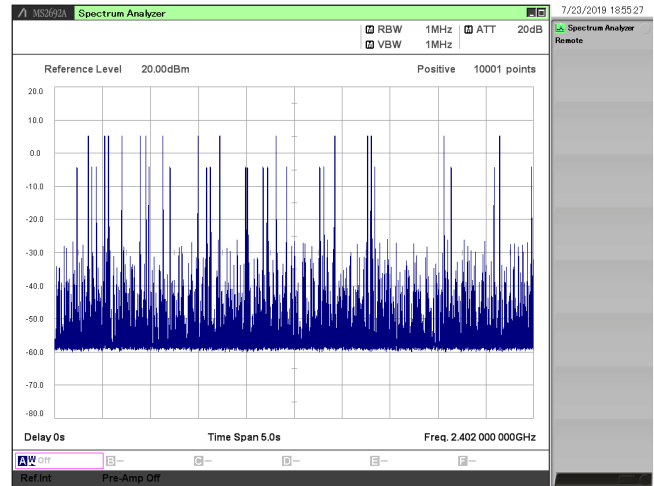 MS2692A Spectrum Analyzer
7/23/2019 18:55:27
M RBW 1MHz M ATT 20dB
M VBW 1MHz
Spectrum Analyzer
Remote
Reference Level 20.00dBm Positive 10001 points
20.0
10.0
0.0
-10.0
-20.0
-30.0
-40.0
-50.0
-60.0
-70.0
-80.0
Delay 0s Time Span 5.0s Freq. 2.402 000 000GHz
A W Off B - C - D - E - F -
Ref.Int Pre-Amp Off